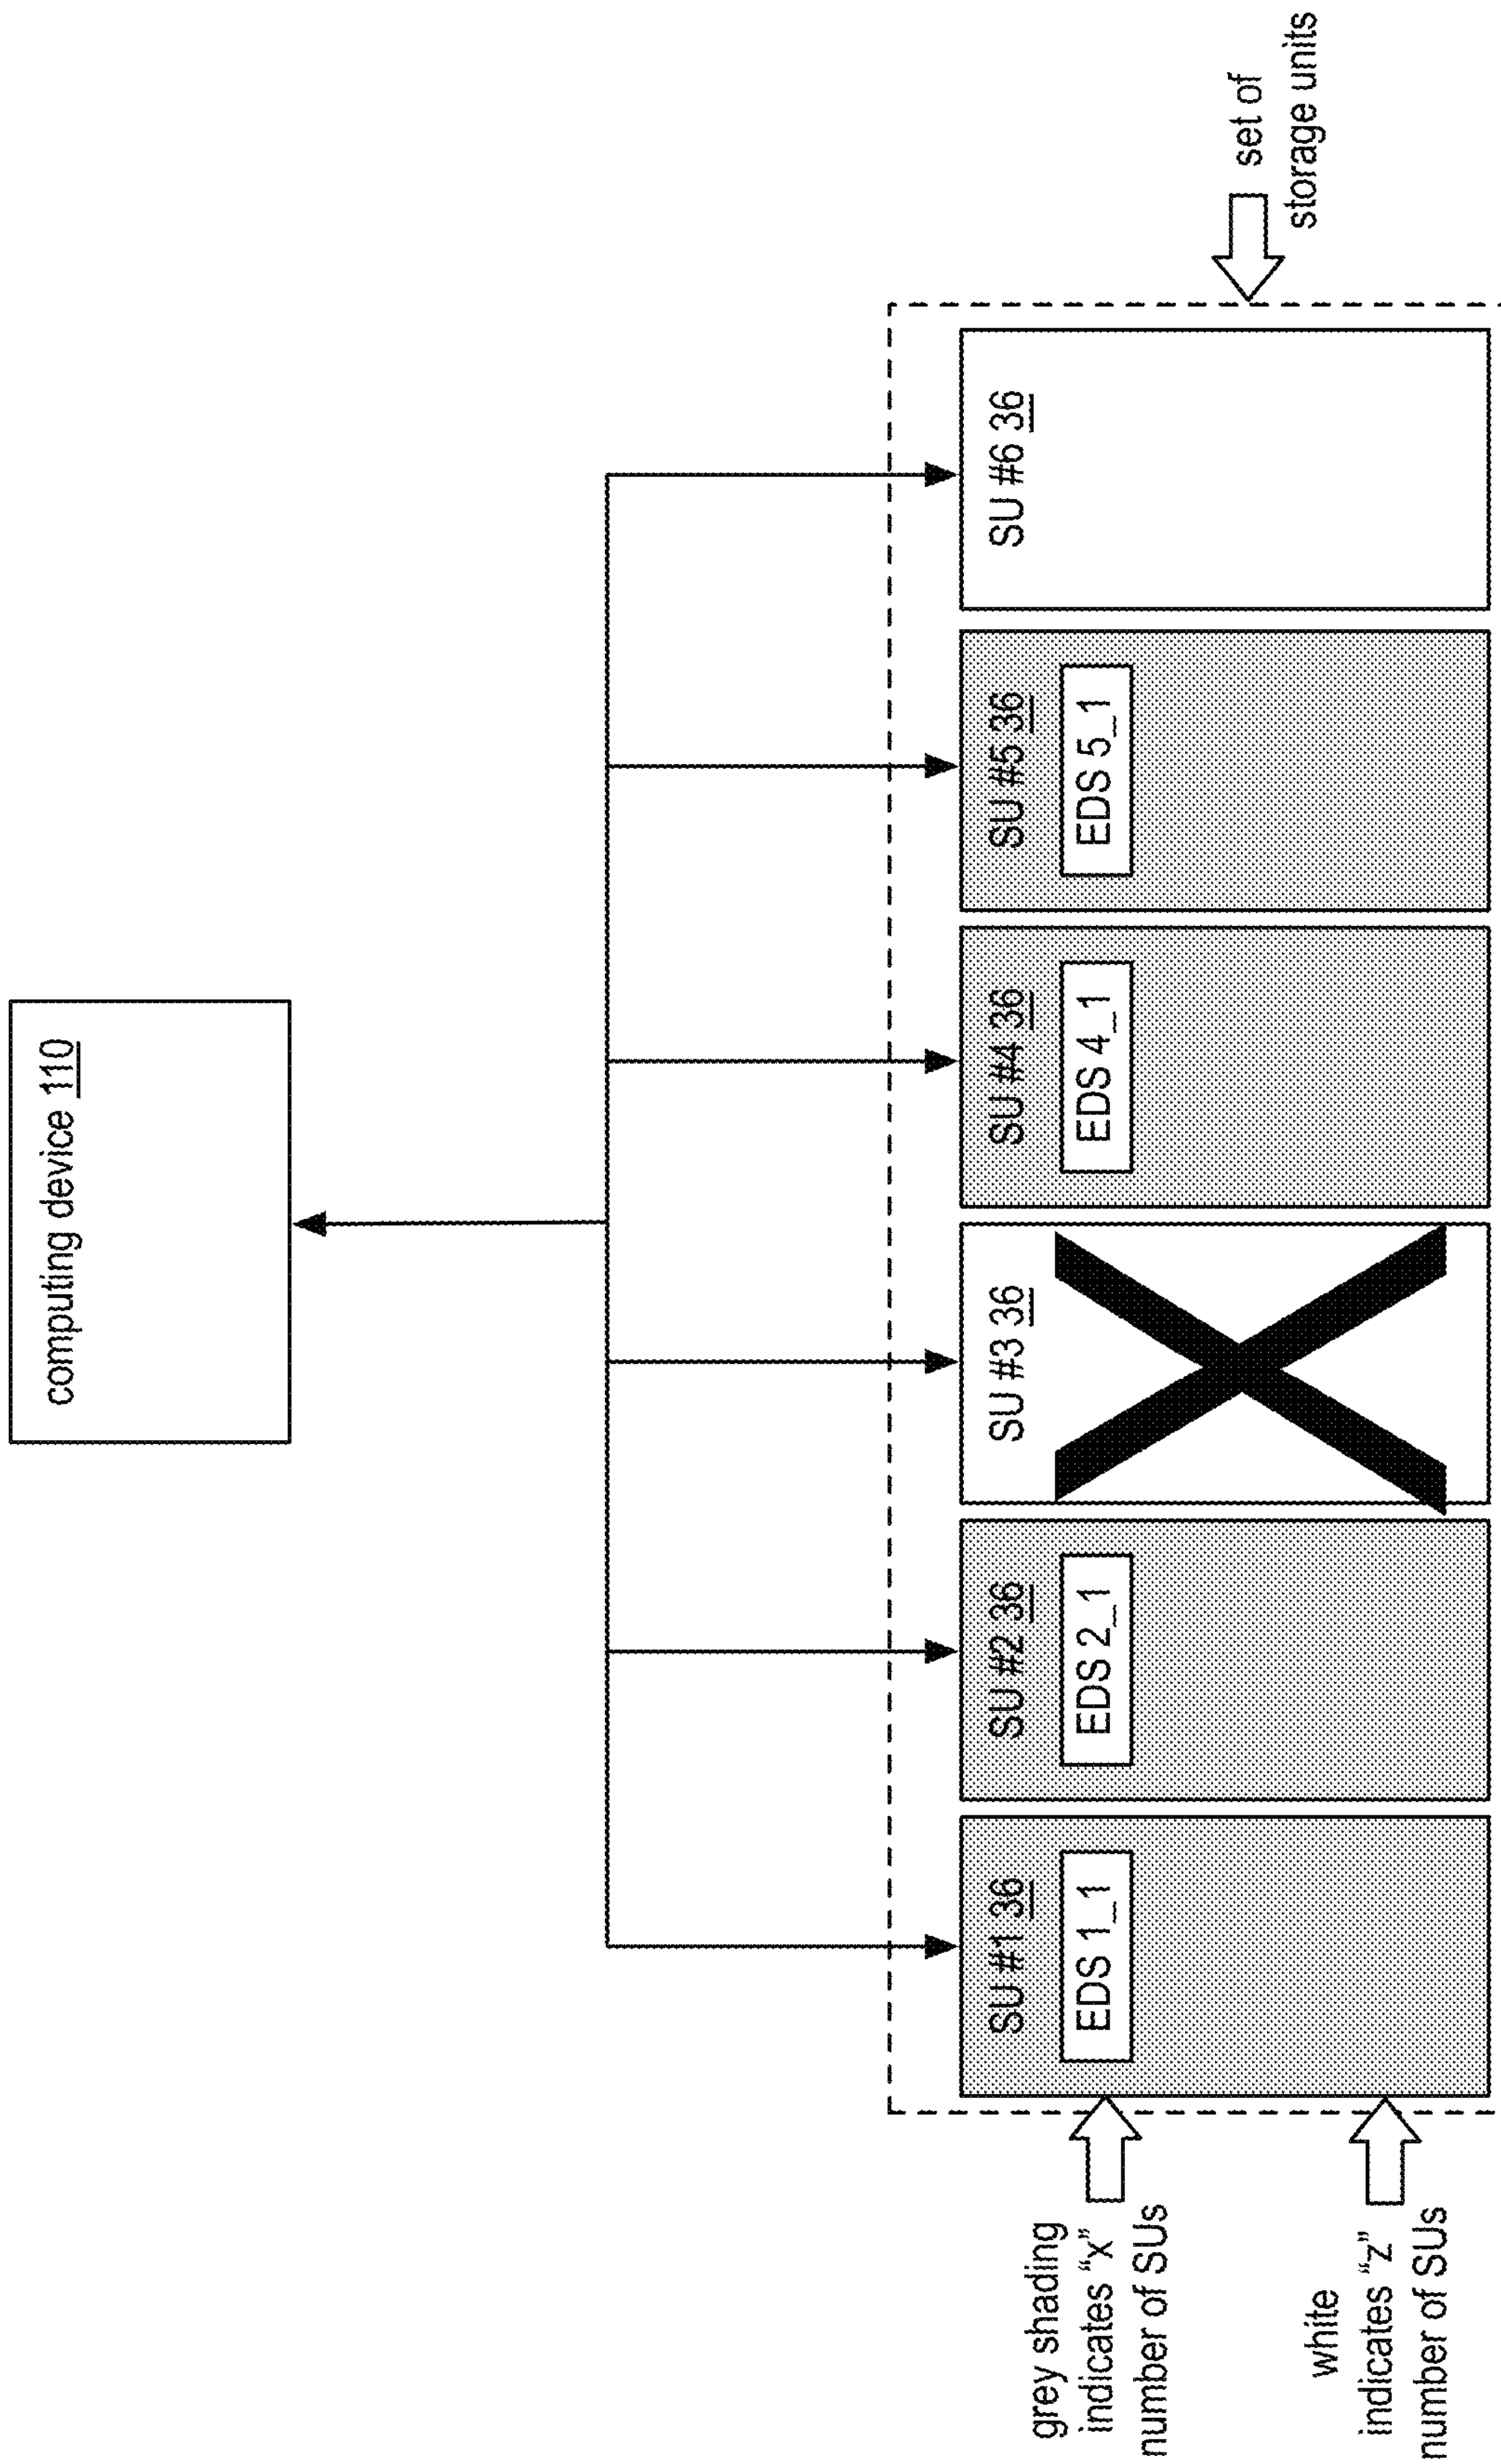 computing device 110
SU #1 36
EDS 1_1
SU #2 36
EDS 2_1
SU #3 36
SU #4 36
EDS 4_1
SU #5 36
EDS 5_1
SU #6 36
grey shading
indicates “x”
number of SUs
white
indicates “z”
number of SUs
set of
storage units